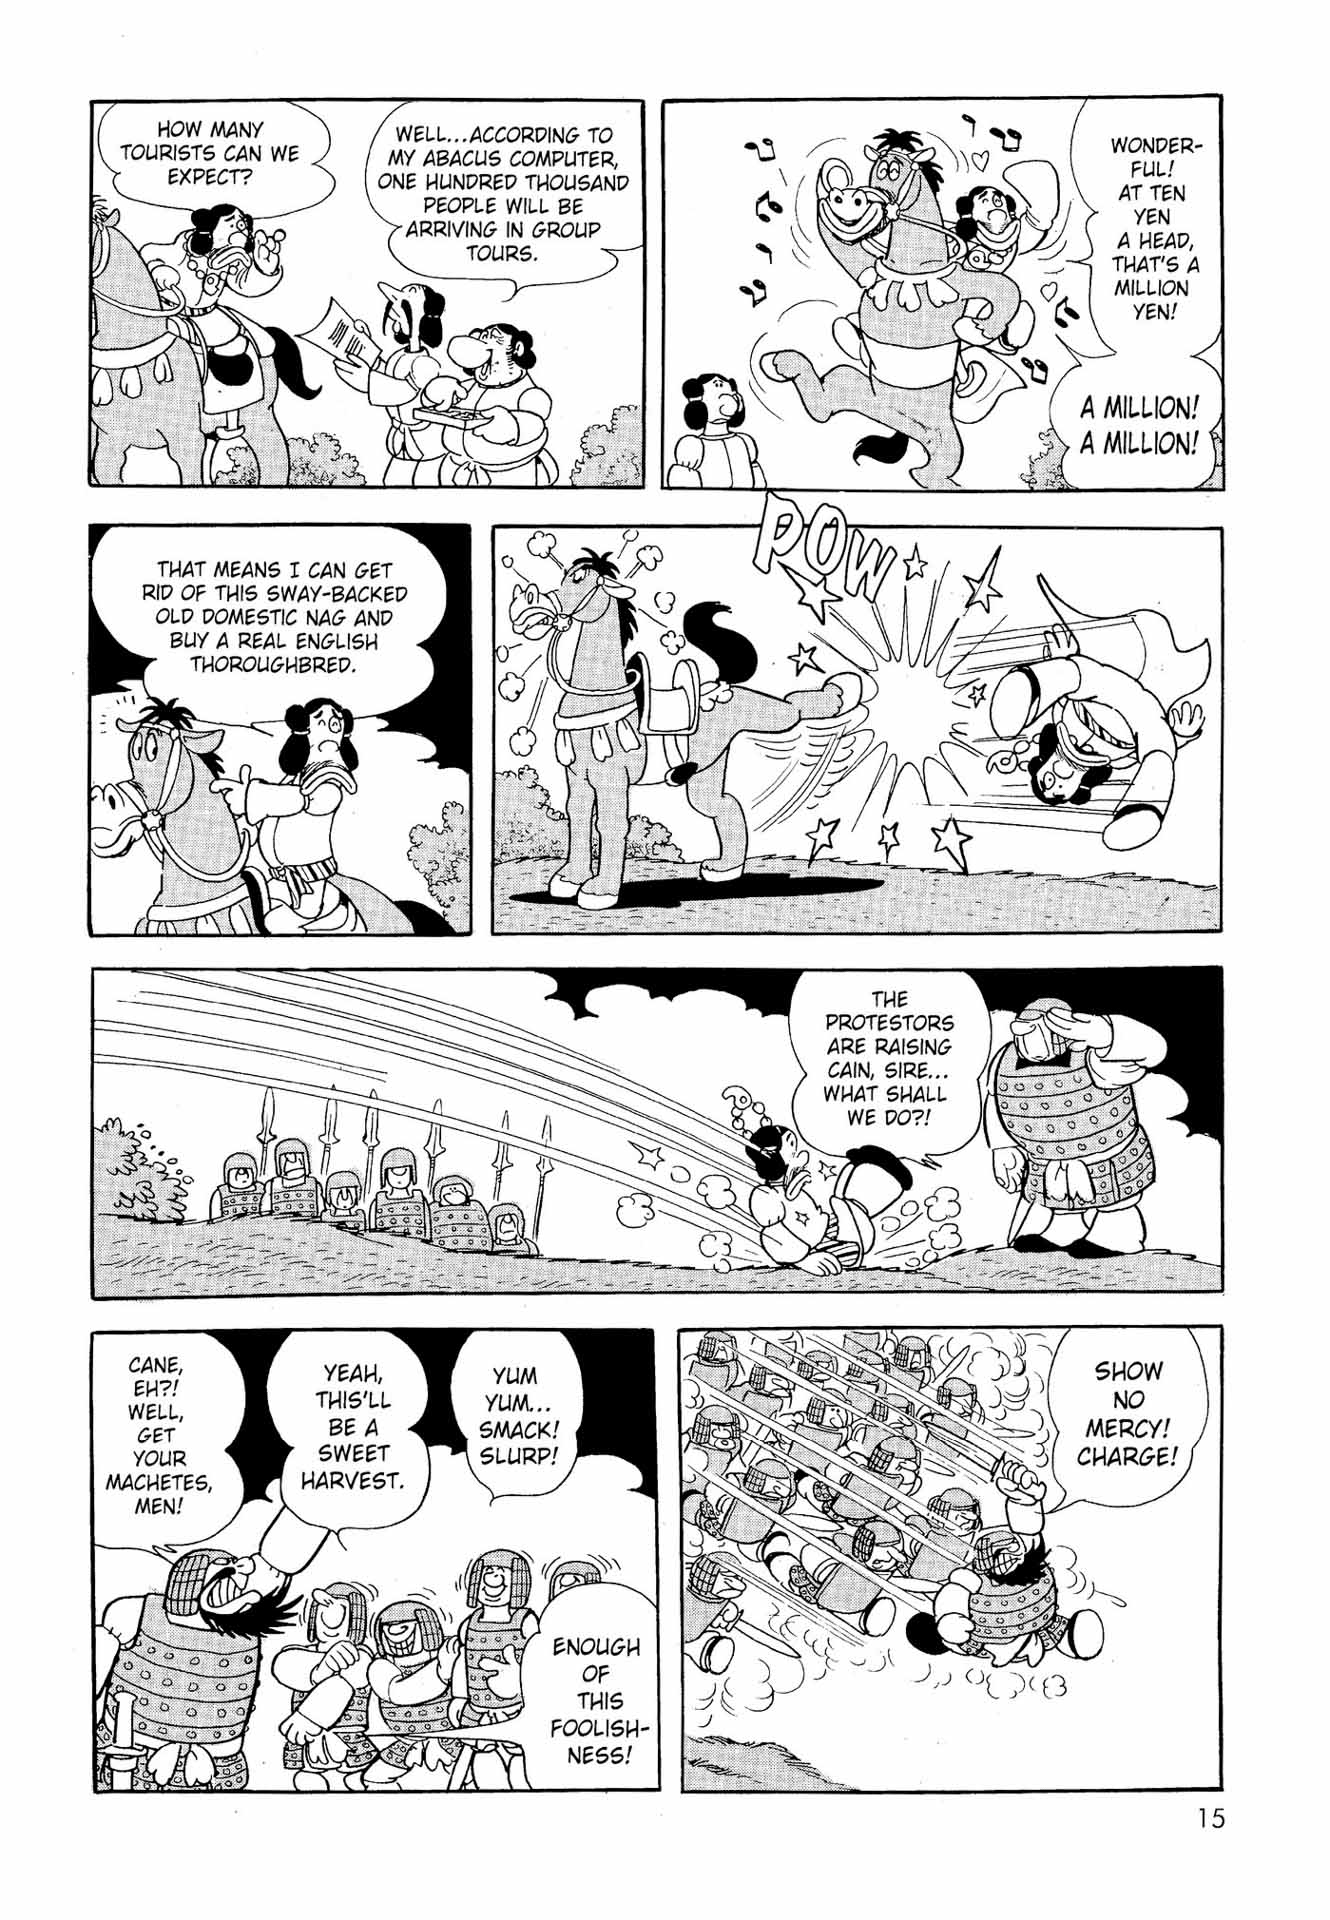 HOW MANY
TOURISTS CAN WE
EXPECT?
WELL...ACCORDING TO
MY ABACUS COMPUTER,
ONE HUNDRED THOUSAND
PEOPLE WILL BE
ARRIVING IN GROUP
TOURS.
WONDER-
FUL!
AT TEN
YEN
A HEAD,
THAT'S A
MILLION
YEN!
A MILLION!
A MILLION!
THAT MEANS I CAN GET
RID OF THIS SWAY-BACKED
OLD DOMESTIC NAG AND
BUY A REAL ENGLISH
THOROUGHBRED.
POW
THE
PROTESTORS
ARE RAISING
CAIN, SIRE...
WHAT SHALL
WE DO?!
CANE,
EH?!
WELL,
GET
YOUR
MACHETES,
MEN!
YEAH,
THIS'LL
BE A
SWEET
HARVEST.
YUM
YUM...
SMACK!
SLURP!
ENOUGH
OF
THIS
FOOLISH-
NESS!
SHOW
NO
MERCY!
CHARGE!
15